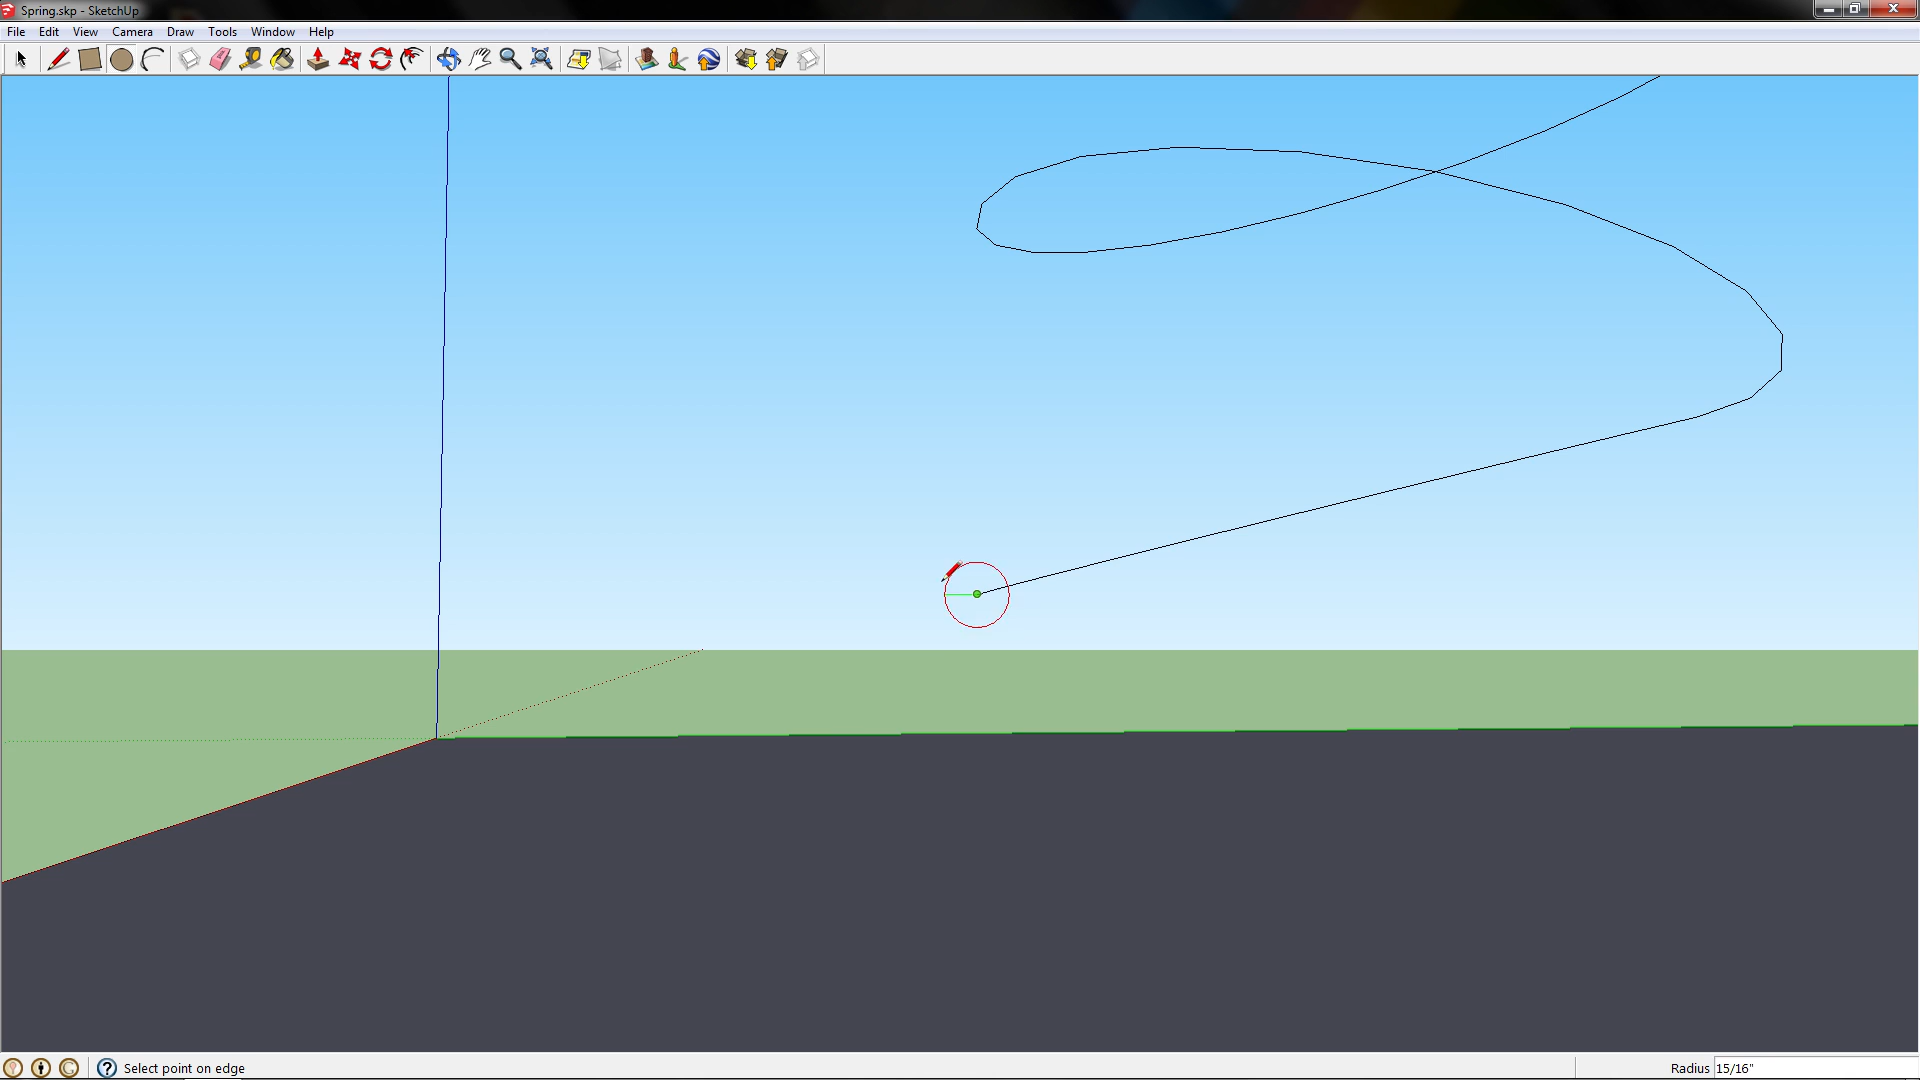 Spring.skp - SketchUp
File Edit View Camera Draw Tools Window Help
Select point on edge
Radius 15/16"